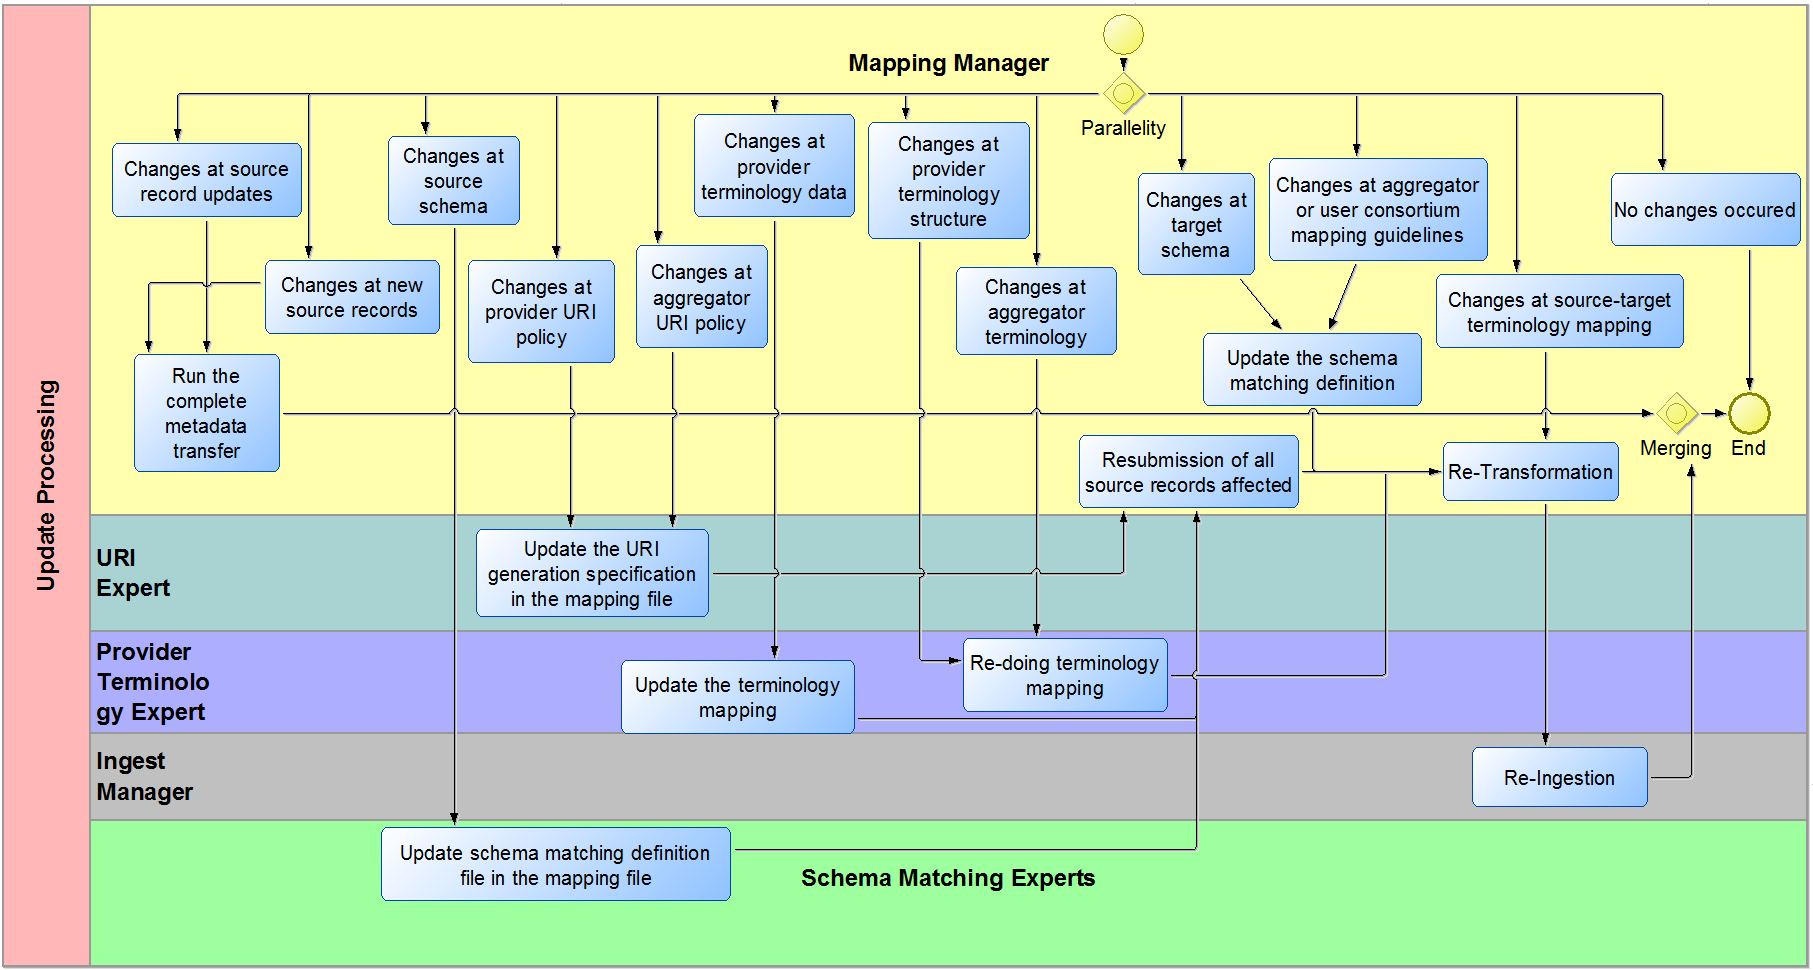 Mapping Manager
Parallelity
Changes at source
record updates
Changes at
source
schema
Changes at
provider
terminology data
Changes at
provider
terminology
structure
Changes at
target
schema
Changes at aggregator
or user consortium
mapping guidelines
No changes occured
Changes at new
source records
Changes at
provider URI
policy
Changes at
aggregator
URI policy
Changes at
aggregator
terminology
Changes at source-target
terminology mapping
Update the schema
matching definition
Run the
complete
metadata
transfer
Merging
End
Resubmission of all
source records affected
Re-Transformation
Update Processing
URI
Expert
Update the URI
generation specification
in the mapping file
Provider
Terminolo
gy Expert
Update the terminology
mapping
Re-doing terminology
mapping
Ingest
Manager
Re-Ingestion
Update schema matching definition
file in the mapping file
Schema Matching Experts